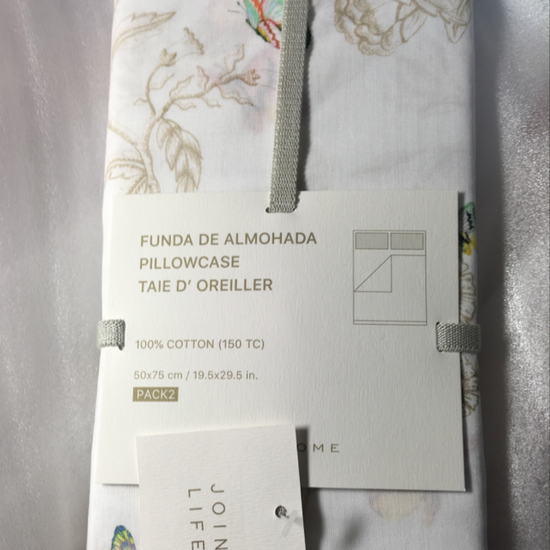 FUNDA DE ALMOHADA
PILLOWCASE
TAIE D' OREILLER
100% COTTON (150 TC)
50x75 cm / 19.5x29.5 in.
PACK2
OME
JOIN
LIFE